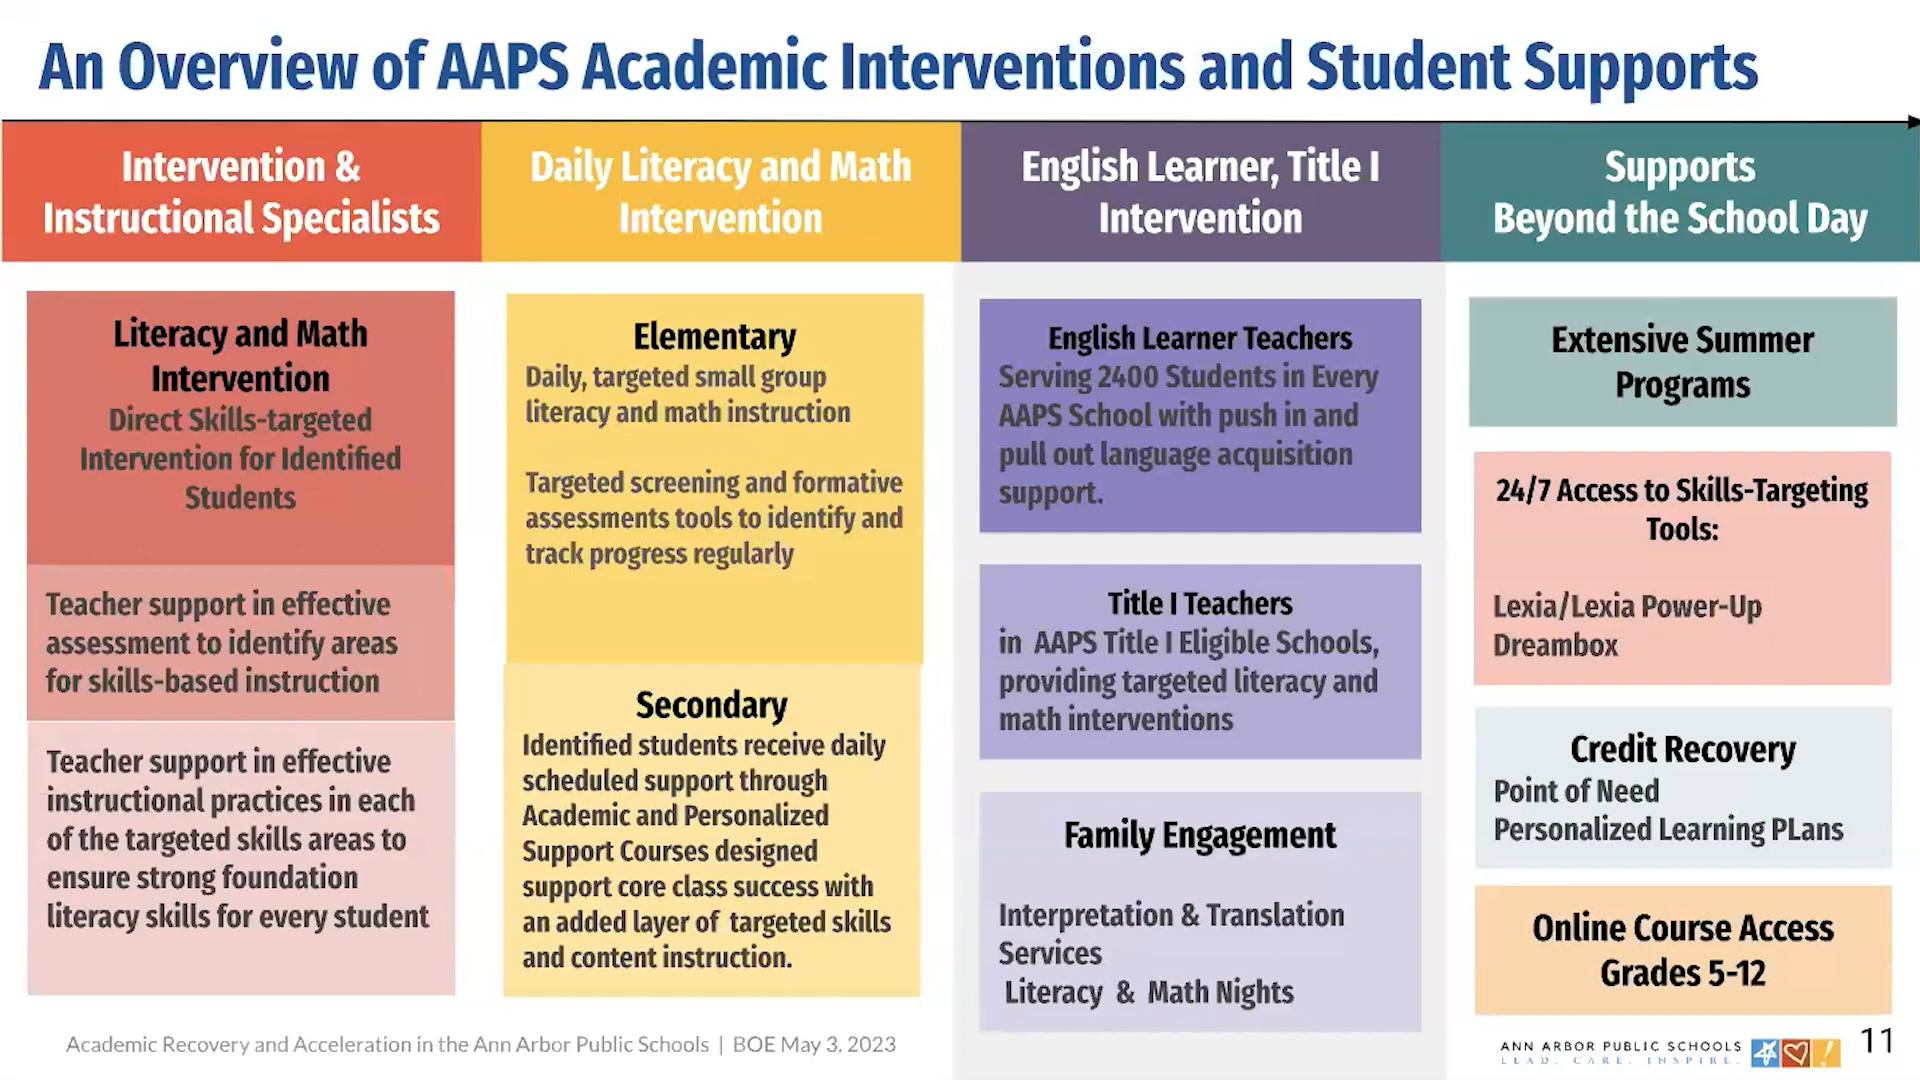 An Overview of AAPS Academic Interventions and Student Supports
Intervention &
Instructional Specialists
Literacy and Math
Intervention
Direct Skills-targeted
Intervention for Identified
Students
Teacher support in effective
assessment to identify areas
for skills-based instruction
Teacher support in effective
instructional practices in each
of the targeted skills areas to
ensure strong foundation
literacy skills for every student
Daily Literacy and Math
Intervention
Elementary
Daily, targeted small group
literacy and math instruction
Targeted screening and formative
assessments tools to identify and
track progress regularly
Secondary
Identified students receive daily
scheduled support through
Academic and Personalized
Support Courses designed
support core class success with
an added layer of targeted skills
and content instruction.
English Learner, Title I
Intervention
English Learner Teachers
Serving 2400 Students in Every
AAPS School with push in and
pull out language acquisition
support.
Title I Teachers
in AAPS Title I Eligible Schools,
providing targeted literacy and
math interventions
Family Engagement
Interpretation & Translation
Services
Literacy & Math Nights
Supports
Beyond the School Day
Extensive Summer
Programs
24/7 Access to Skills-Targeting
Tools:
Lexia/Lexia Power-Up
Dreambox
Credit Recovery
Point of Need
Personalized Learning PLans
Online Course Access
Grades 5-12
Academic Recovery and Acceleration in the Ann Arbor Public Schools | BOE May 3, 2023
ANN ARBOR PUBLIC SCHOOLS
LEAD. CARE. INSPIRE.
11